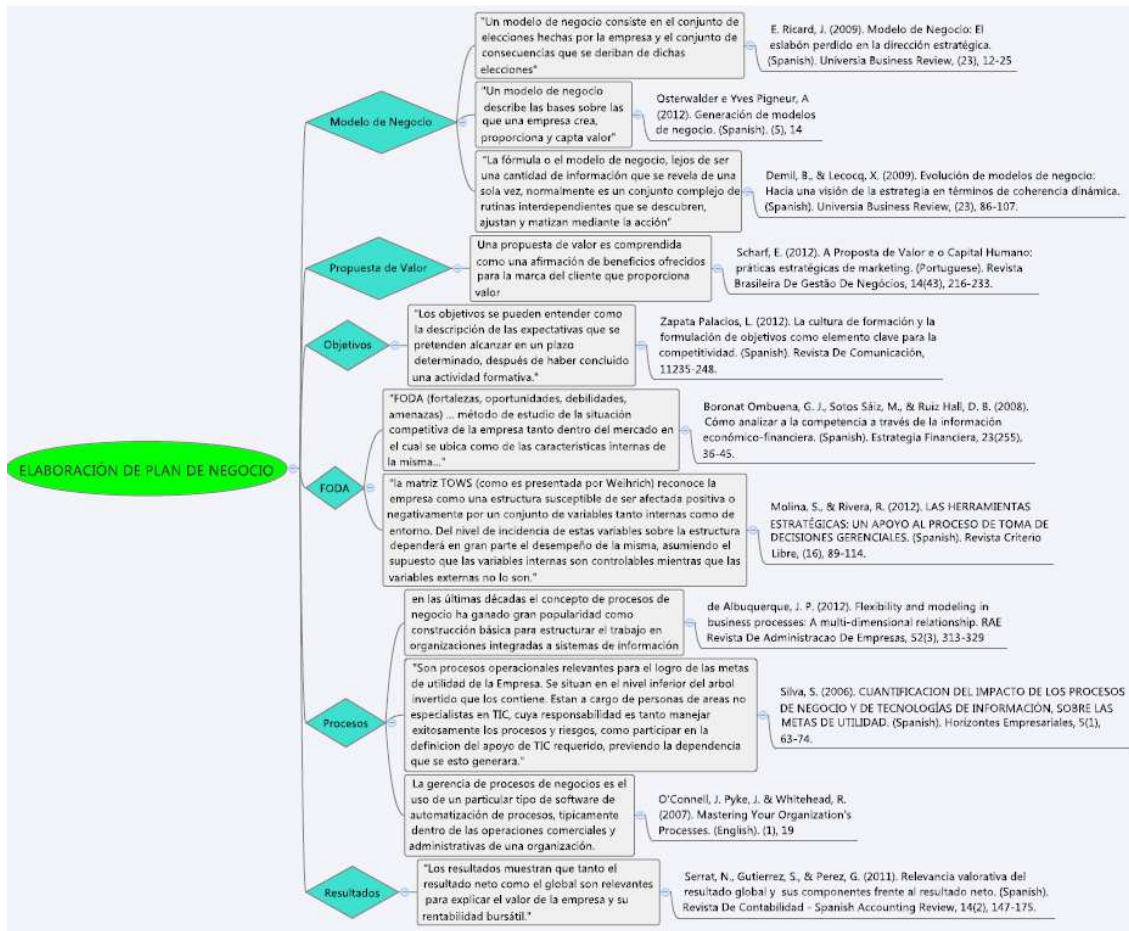 ELABORACIÓN DE PLAN DE NEGOCIO
Modelo de Negocio
"Un modelo de negocio consiste en el conjunto de
elecciones hechas por la empresa y el conjunto de
consecuencias que se deriban de dichas
elecciones"
E. Ricard, J. (2009). Modelo de Negocio: El
eslabón perdido en la dirección estratégica.
(Spanish). Universia Business Review, (23), 12-25
"Un modelo de negocio
describe las bases sobre las
que una empresa crea,
proporciona y capta valor"
Osterwalder e Yves Pigneur, A
(2012). Generación de modelos
de negocio. (Spanish). (5), 14
"La fórmula o el modelo de negocio, lejos de ser
una cantidad de información que se revela de una
sola vez, normalmente es un conjunto complejo de
rutinas interdependientes que se descubren,
ajustan y matizan mediante la acción"
Demil, B., & Lecocq, X. (2009). Evolución de modelos de negocio:
Hacia una visión de la estrategia en términos de coherencia dinámica.
(Spanish). Universia Business Review, (23), 86-107.
Propuesta de Valor
Una propuesta de valor es comprendida
como una afirmación de beneficios ofrecidos
para la marca del cliente que proporciona
valor
Scharf, E. (2012). A Proposta de Valor e o Capital Humano:
práticas estratégicas de marketing. (Portuguese). Revista
Brasileira De Gestão De Negócios, 14(43), 216-233.
Objetivos
"Los objetivos se pueden entender como
la descripción de las expectativas que se
pretenden alcanzar en un plazo
determinado, después de haber concluido
una actividad formativa."
Zapata Palacios, L. (2012). La cultura de formación y la
formulación de objetivos como elemento clave para la
competitividad. (Spanish). Revista De Comunicación,
11235-248.
FODA
"FODA (fortalezas, oportunidades, debilidades,
amenazas) ... método de estudio de la situación
competitiva de la empresa tanto dentro del mercado en
el cual se ubica como de las características internas de
la misma..."
Boronat Ombuena, G. J., Sotos Sáiz, M., & Ruiz Hall, D. B. (2008).
Cómo analizar a la competencia a través de la información
económico-financiera. (Spanish). Estrategia Financiera, 23(255),
36-45.
"la matriz TOWS (como es presentada por Weihrich) reconoce la
empresa como una estructura susceptible de ser afectada positiva o
negativamente por un conjunto de variables tanto internas como de
entorno. Del nivel de incidencia de estas variables sobre la estructura
dependerá en gran parte el desempeño de la misma, asumiendo el
supuesto que las variables internas son controlables mientras que las
variables externas no lo son."
Molina, S., & Rivera, R. (2012). LAS HERRAMIENTAS
ESTRATÉGICAS: UN APOYO AL PROCESO DE TOMA DE
DECISIONES GERENCIALES. (Spanish). Revista Criterio
Libre, (16), 89-114.
Procesos
en las últimas décadas el concepto de procesos de
negocio ha ganado gran popularidad como
construcción básica para estructurar el trabajo en
organizaciones integradas a sistemas de información
de Albuquerque, J. P. (2012). Flexibility and modeling in
business processes: A multi-dimensional relationship. RAE
Revista De Administracao De Empresas, 52(3), 313-329
"Son procesos operacionales relevantes para el logro de las metas
de utilidad de la Empresa. Se situan en el nivel inferior del arbol
invertido que los contiene. Estan a cargo de personas de areas no
especialistas en TIC, cuya responsabilidad es tanto manejar
exitosamente los procesos y riesgos, como participar en la
definicion del apoyo de TIC requerido, previendo la dependencia
que se esto generara."
Silva, S. (2006). CUANTIFICACION DEL IMPACTO DE LOS PROCESOS
DE NEGOCIO Y DE TECNOLOGÍAS DE INFORMACIÓN, SOBRE LAS
METAS DE UTILIDAD. (Spanish). Horizontes Empresariales, 5(1),
63-74.
La gerencia de procesos de negocios es el
uso de un particular tipo de software de
automatización de procesos, tipicamente
dentro de las operaciones comerciales y
administrativas de una organización.
O'Connell, J. Pyke, J. & Whitehead, R.
(2007). Mastering Your Organization's
Processes. (English). (1), 19
Resultados
"Los resultados muestran que tanto el
resultado neto como el global son relevantes
para explicar el valor de la empresa y su
rentabilidad bursátil."
Serrat, N., Gutierrez, S., & Perez, G. (2011). Relevancia valorativa del
resultado global y sus componentes frente al resultado neto. (Spanish).
Revista De Contabilidad - Spanish Accounting Review, 14(2), 147-175.